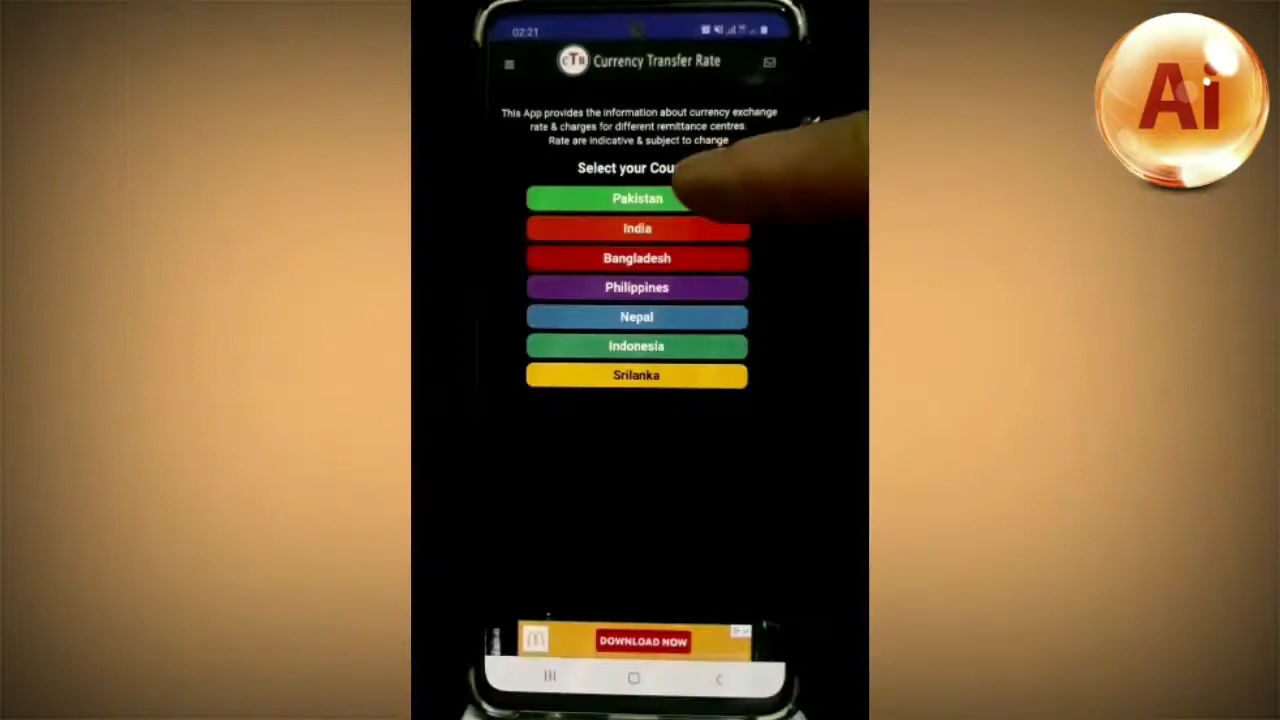 02:21
CTR Currency Transfer Rate
This App provides the information about currency exchange
rate & charges for different remittance centres.
Rate are indicative & subject to change
Select your Cou
Pakistan
India
Bangladesh
Philippines
Nepal
Indonesia
Srilanka
DOWNLOAD NOW
Ai